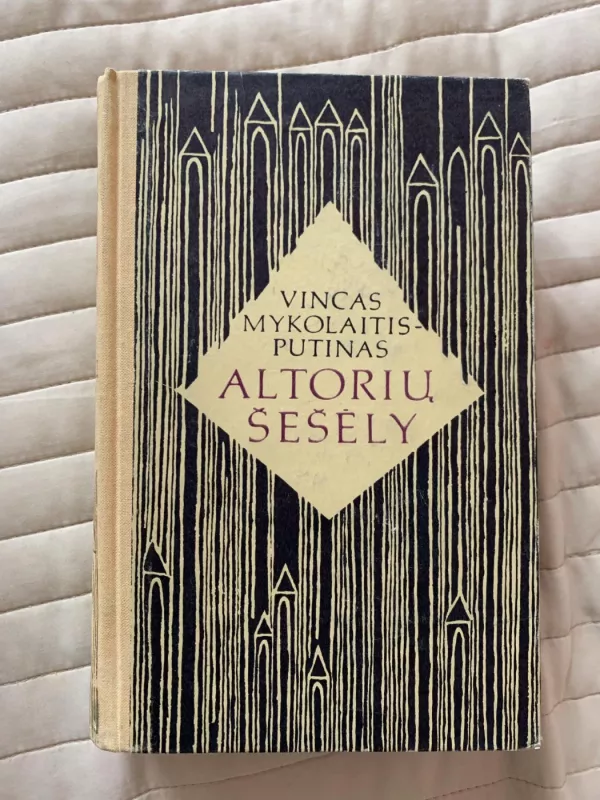 VINCAS
MYKOLAITIS-
PUTINAS
ALTORIŲ
ŠEŠĖLY